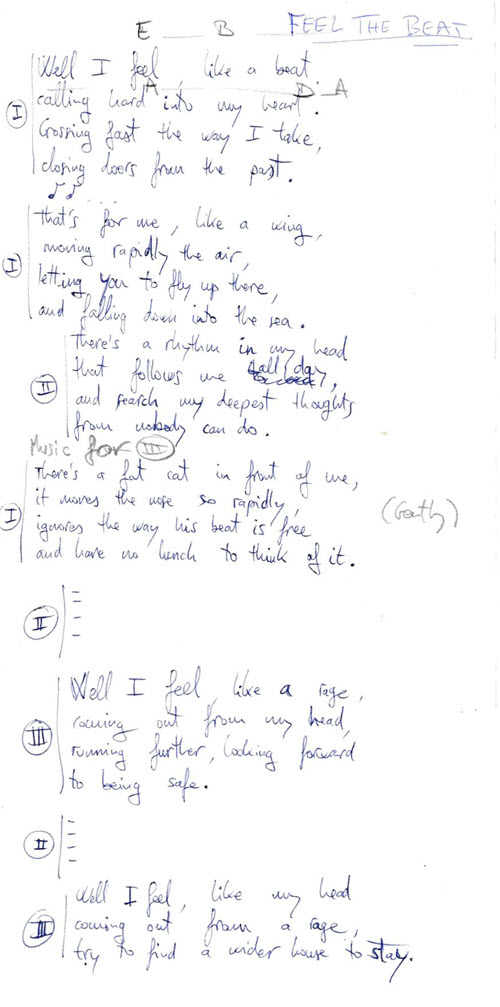 E B FEEL THE BEAT
Well I feel, like a beat.
A D A
calling hard into my heart.
I
Crossing fast the way I take,
closing doors from the past.
that's for me, like a wing,
moving rapidly the air,
I
letting you to fly up there,
and falling down into the sea.
There's a rhythm in my head
that follows me all day,
II
and search my deepest thoughts
from nobody can do.
Music for III
There's a fat cat in front of me,
it moves the nose so rapidly,
I
ignores the way his beat is free
and have no lunch to think of it.
II
Well I feel, like a rage,
coming out from my head,
III
running further, looking forward
to being safe.
II
Well I feel, like my head
coming out from a rage,
III
try to find a wider house to stay.